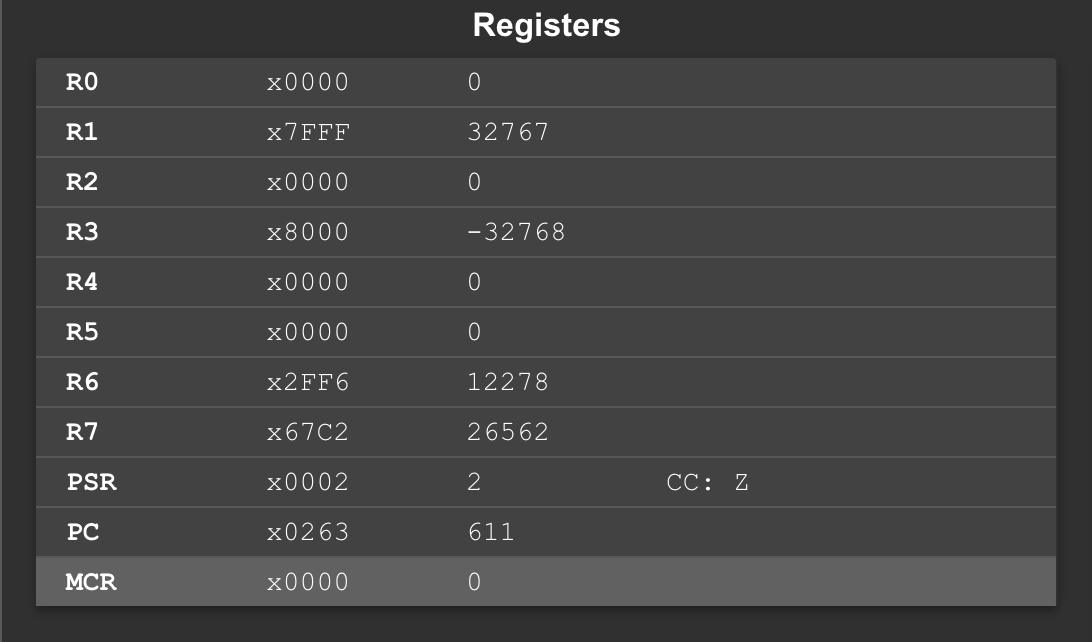 Registers
R0 x0000 0
R1 x7FFF 32767
R2 x0000 0
R3 x8000 -32768
R4 x0000 0
R5 x0000 0
R6 x2FF6 12278
R7 x67C2 26562
PSR x0002 2 CC: Z
PC x0263 611
MCR x0000 0